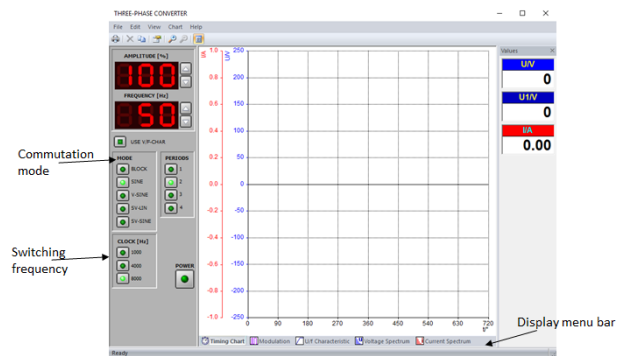 THREE-PHASE CONVERTER
File Edit View Chart Help
AMPLITUDE [%]
100
FREQUENCY [Hz]
50
USE V/F-CHAR
Commutation
mode
MODE
BLOCK
SINE
V-SINE
SV-LIN
SV-SINE
PERIODS
1
2
3
4
Switching
frequency
CLOCK [Hz]
1000
4000
8000
POWER
I/A
1.0
0.8
0.6
0.4
0.2
0.0
-0.2
-0.4
-0.6
-0.8
-1.0
U/V
250
200
150
100
50
0
-50
-100
-150
-200
-250
0 90 180 270 360 450 540 630 720
t/°
Values
U/V
0
U1/V
0
I/A
0.00
Display menu bar
Timing Chart Modulation U/f Characteristic Voltage Spectrum Current Spectrum
Ready